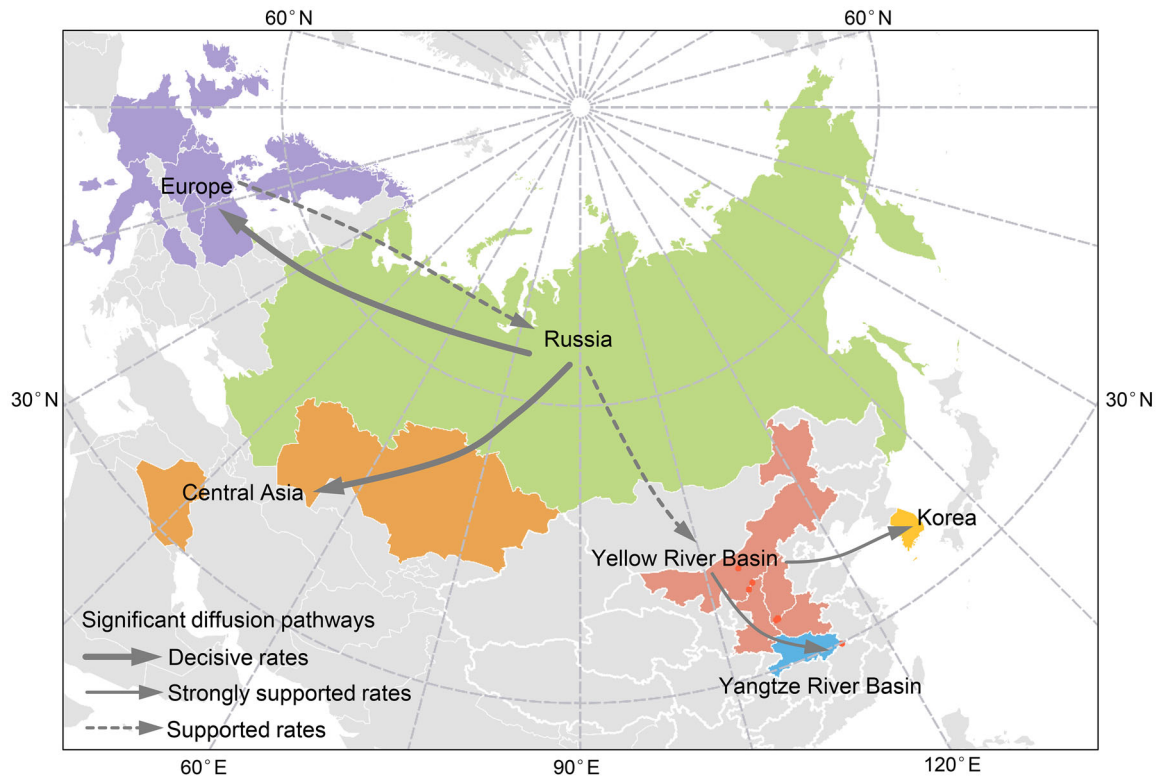 60°N
60°N
Europe
Russia
30°N
30°N
Central Asia
Korea
Yellow River Basin
Significant diffusion pathways
Decisive rates
Strongly supported rates
Supported rates
Yangtze River Basin
60°E
90°E
120°E